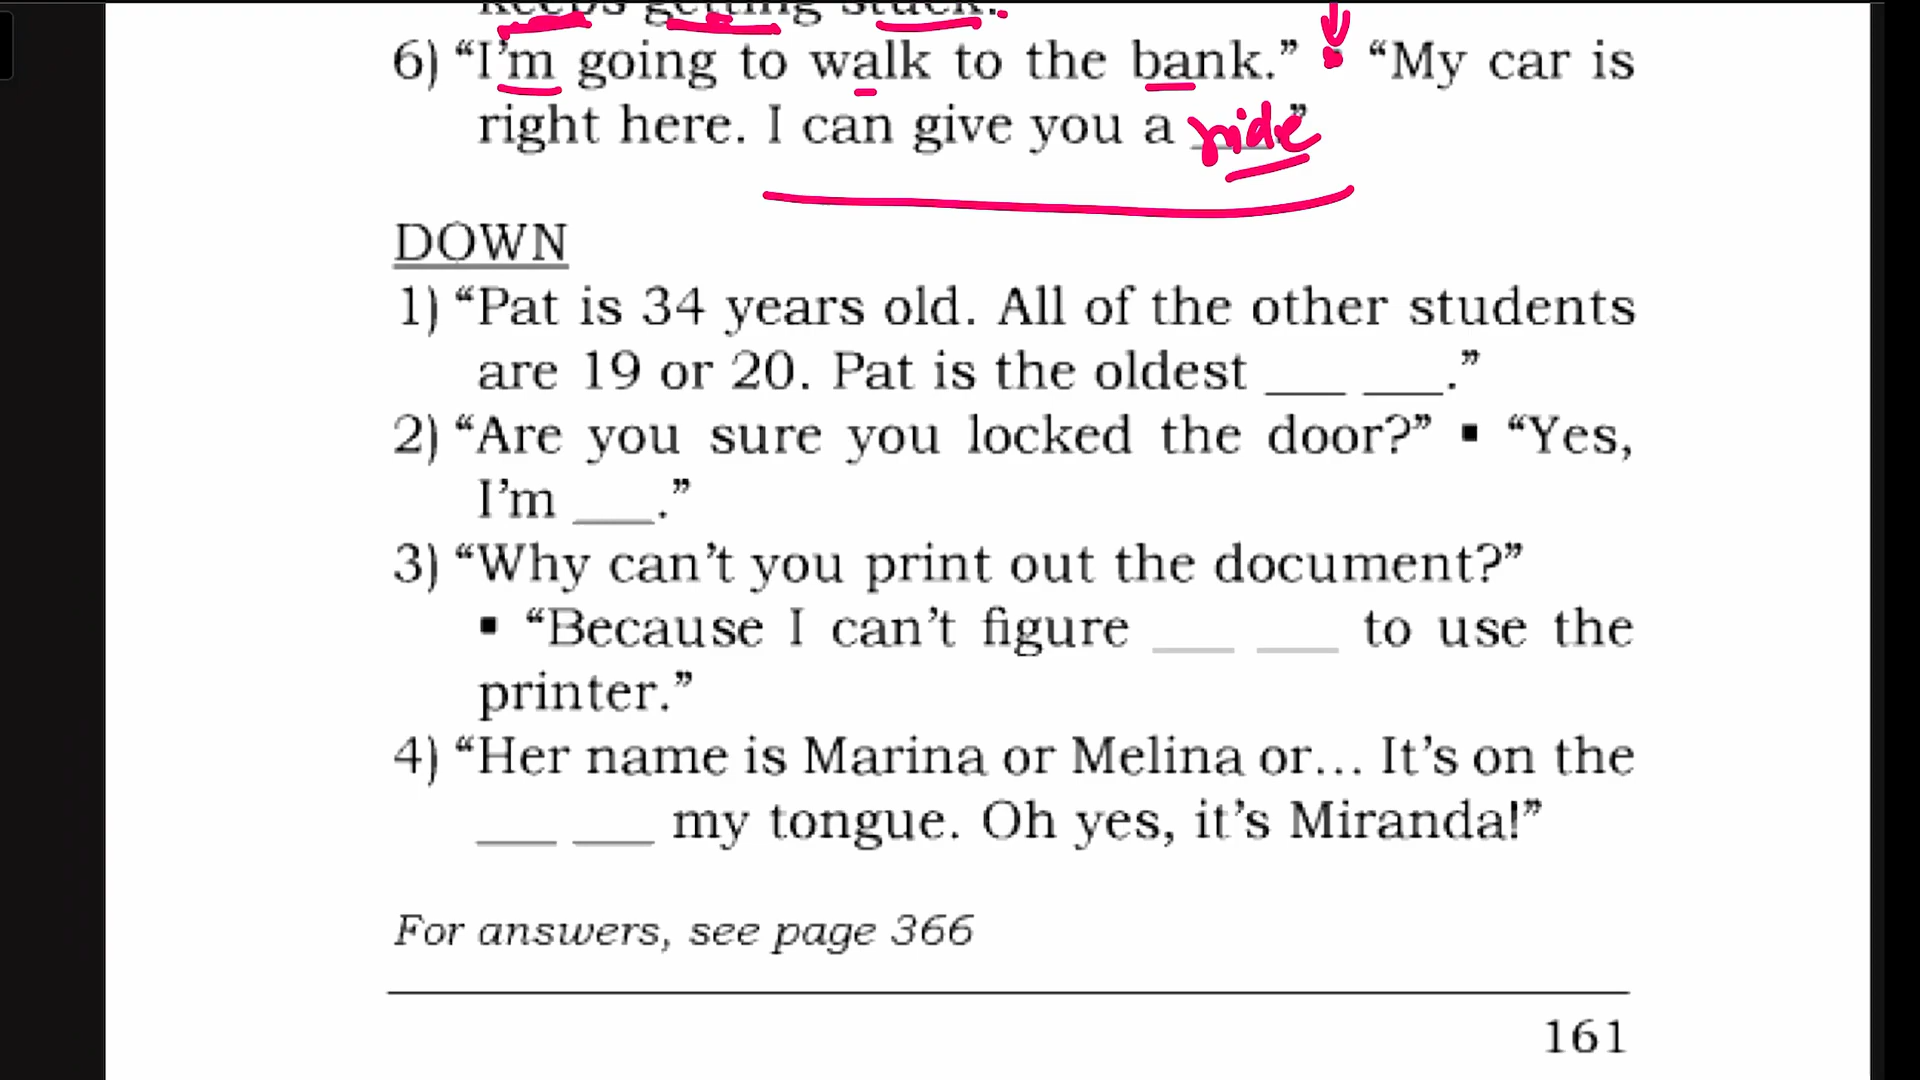 keeps getting stuck.
6) “I’m going to walk to the bank.” ▪ “My car is
right here. I can give you a ride.”
DOWN
1) “Pat is 34 years old. All of the other students
are 19 or 20. Pat is the oldest ___ ___.”
2) “Are you sure you locked the door?” ▪ “Yes,
I’m ___.”
3) “Why can’t you print out the document?”
▪ “Because I can’t figure ___ ___ to use the
printer.”
4) “Her name is Marina or Melina or... It’s on the
___ ___ my tongue. Oh yes, it’s Miranda!”
For answers, see page 366
161